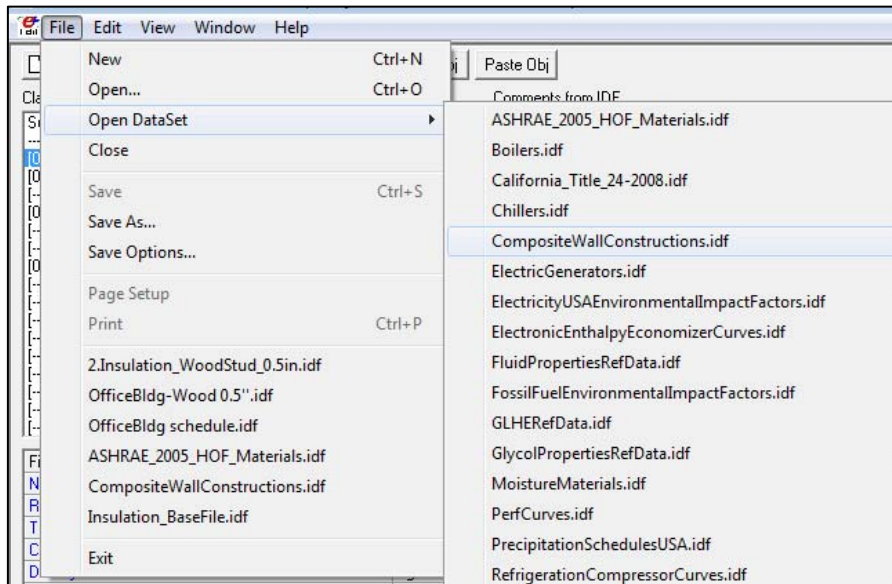 File Edit View Window Help
Paste Obj
Comments from IDF
New Ctrl+N
Open... Ctrl+O
Open DataSet
Close
Save Ctrl+S
Save As...
Save Options...
Page Setup
Print Ctrl+P
2.Insulation_WoodStud_0.5in.idf
OfficeBldg-Wood 0.5".idf
OfficeBldg schedule.idf
ASHRAE_2005_HOF_Materials.idf
CompositeWallConstructions.idf
Insulation_BaseFile.idf
Exit
ASHRAE_2005_HOF_Materials.idf
Boilers.idf
California_Title_24-2008.idf
Chillers.idf
CompositeWallConstructions.idf
ElectricGenerators.idf
ElectricityUSAEnvironmentalImpactFactors.idf
ElectronicEnthalpyEconomizerCurves.idf
FluidPropertiesRefData.idf
FossilFuelEnvironmentalImpactFactors.idf
GLHERefData.idf
GlycolPropertiesRefData.idf
MoistureMaterials.idf
PerfCurves.idf
PrecipitationSchedulesUSA.idf
RefrigerationCompressorCurves.idf